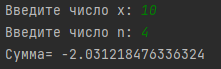 Введите число x: 10
Введите число n: 4
Сумма= -2.031218476336324